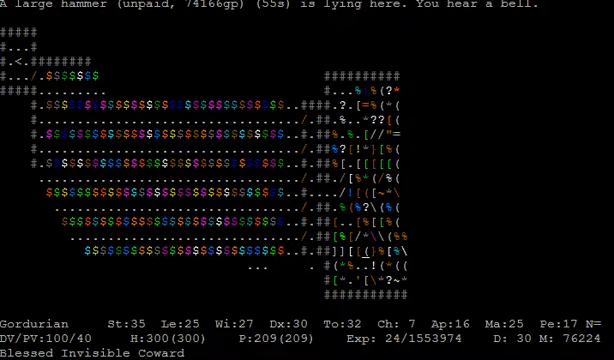 A large hammer (unpaid, 74166gp) (55s) is lying here. You hear a bell.
Gordurian St:35 Le:25 Wi:27 Dx:30 To:32 Ch: 7 Ap:16 Ma:25 Pe:17 N=
DV/PV:100/40 H:300(300) P:209(209) Exp: 24/1553974 D: 30 M: 76224
Blessed Invisible Coward